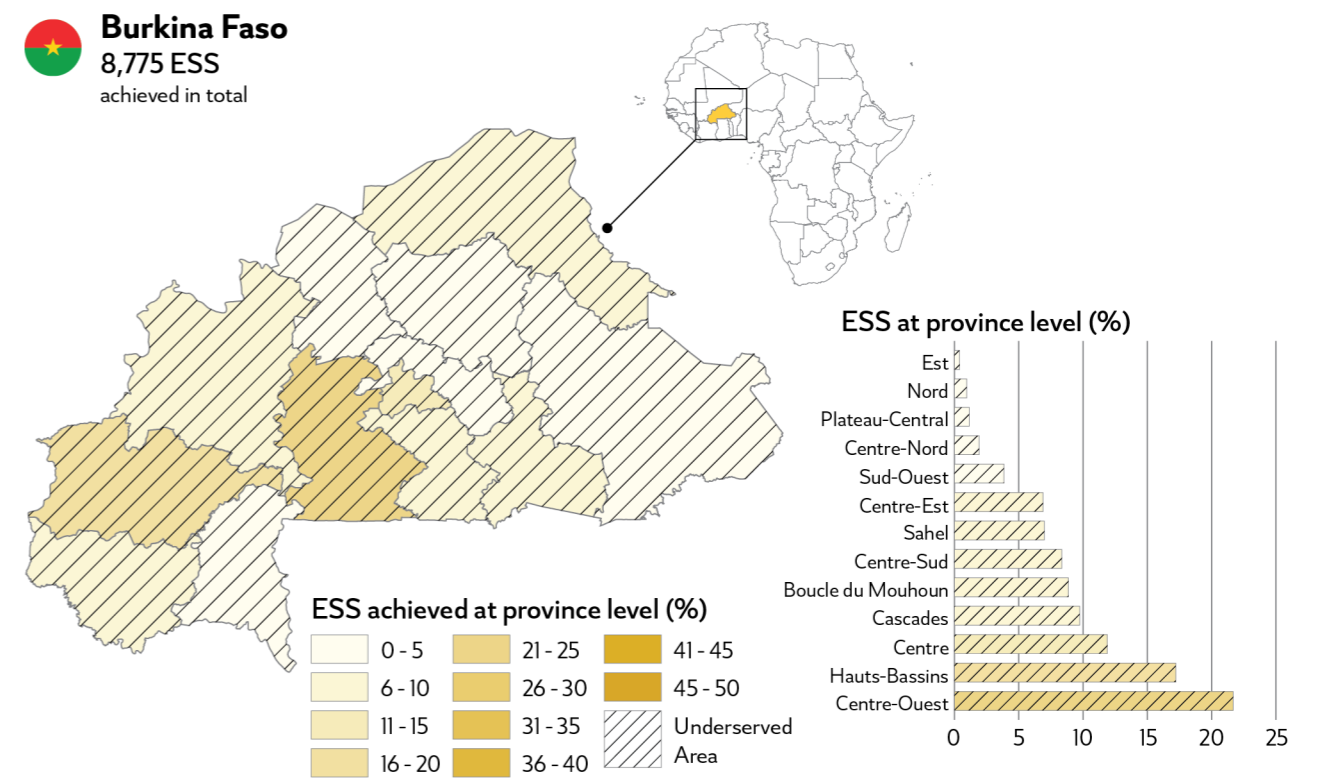 Burkina Faso
8,775 ESS
achieved in total
ESS at province level (%)
Est
Nord
Plateau-Central
Centre-Nord
Sud-Ouest
Centre-Est
Sahel
Centre-Sud
Boucle du Mouhoun
Cascades
Centre
Hauts-Bassins
Centre-Ouest
0 5 10 15 20 25
ESS achieved at province level (%)
0 - 5 21 - 25 41 - 45
6 - 10 26 - 30 45 - 50
11 - 15 31 - 35 Underserved
Area
16 - 20 36 - 40